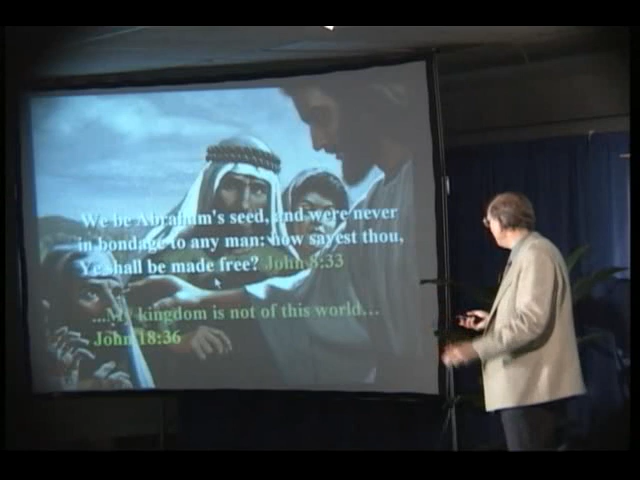 We be Abraham's seed, and were never
in bondage to any man: how sayest thou,
Ye shall be made free? John 8:33
....My kingdom is not of this world...
John 18:36